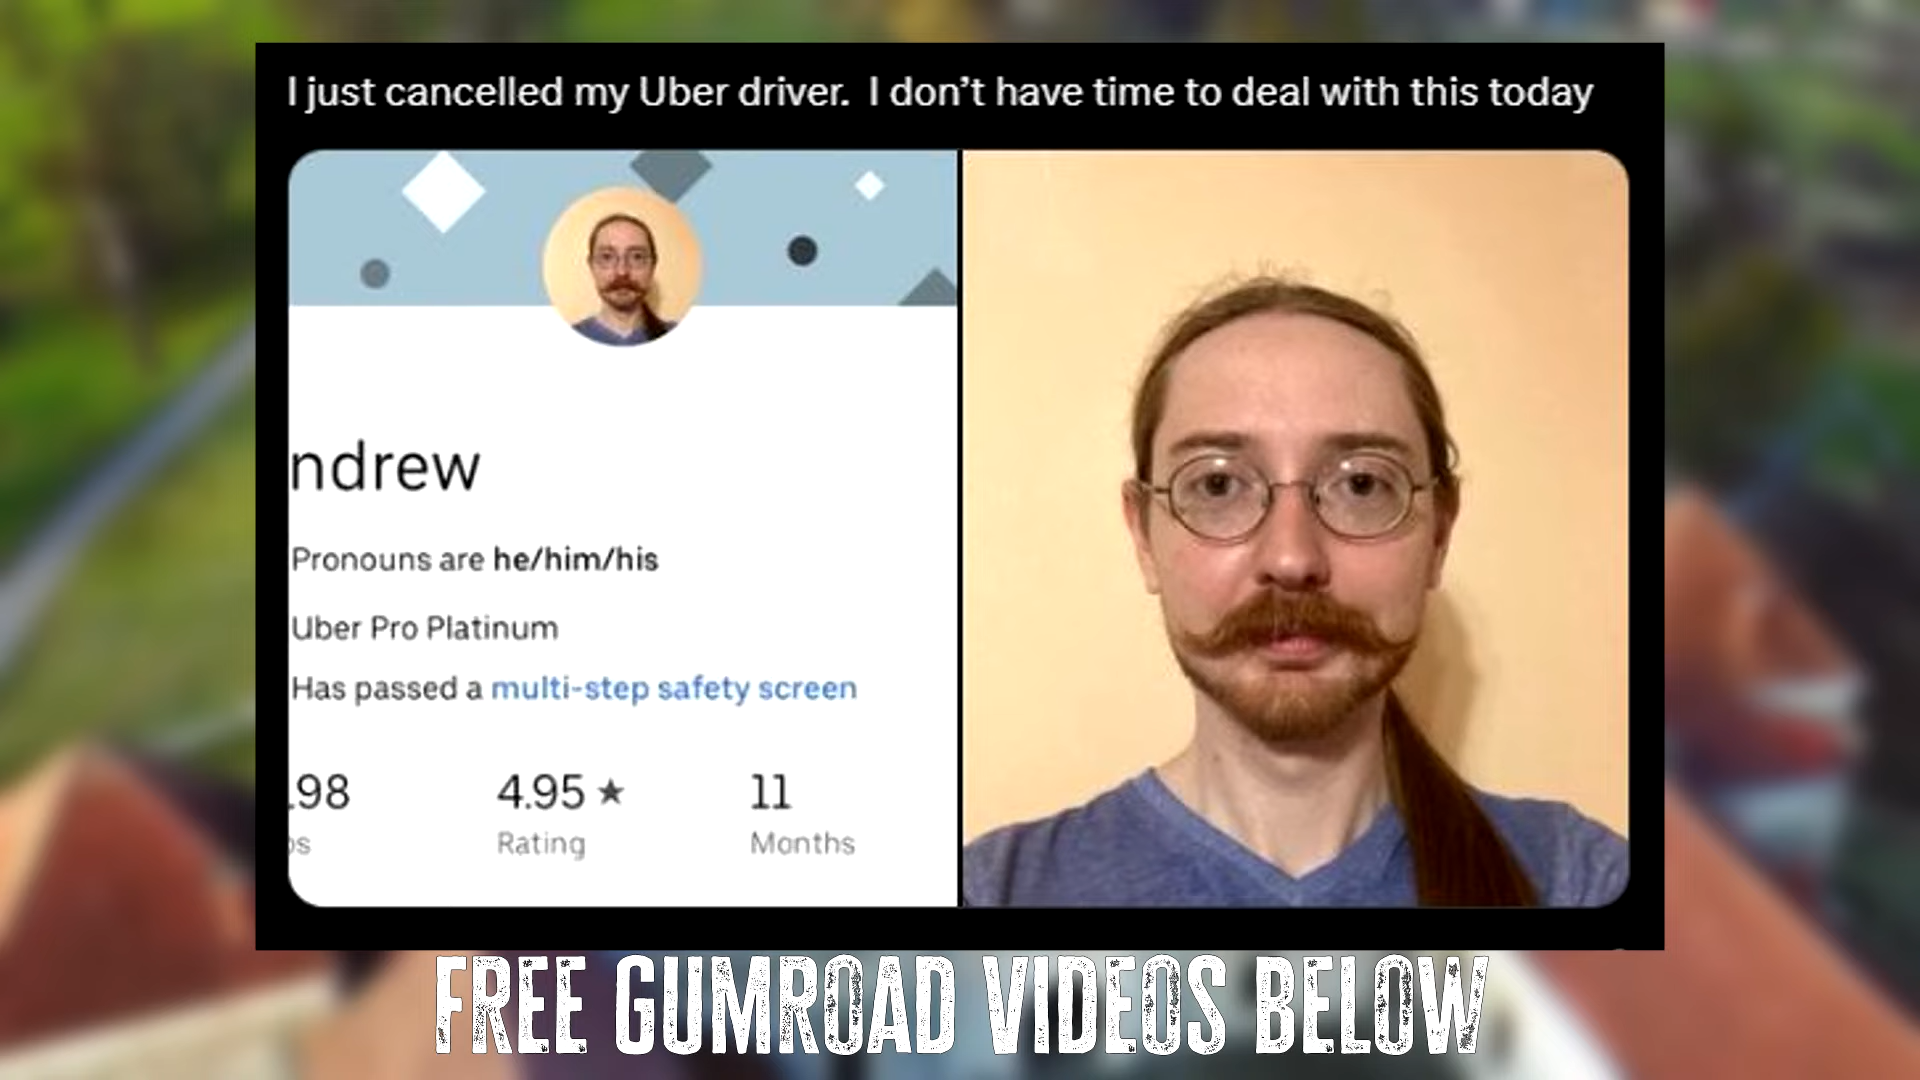 I just cancelled my Uber driver.  I don't have time to deal with this today
ndrew
Pronouns are he/him/his
Uber Pro Platinum
Has passed a multi-step safety screen
.98 4.95 ★ 11
os Rating Months
FREE GUMROAD VIDEOS BELOW